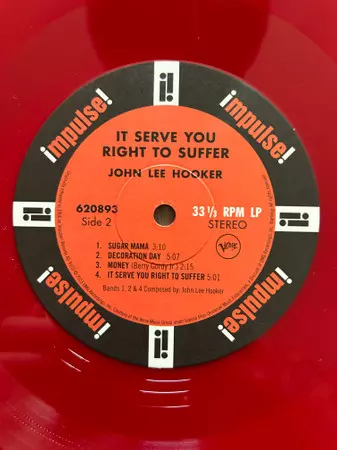 impulse!
impulse!
IT SERVE YOU
RIGHT TO SUFFER
JOHN LEE HOOKER
620893
Side 2
33 1/3 RPM LP
STEREO
Verve
1. SUGAR MAMA 3:10
2. DECORATION DAY 5:07
3. MONEY (Berry Gordy Jr.) 2:15
4. IT SERVE YOU RIGHT TO SUFFER 5:01
Bands 1, 2 & 4 Composed by: John Lee Hooker
impulse!
impulse!